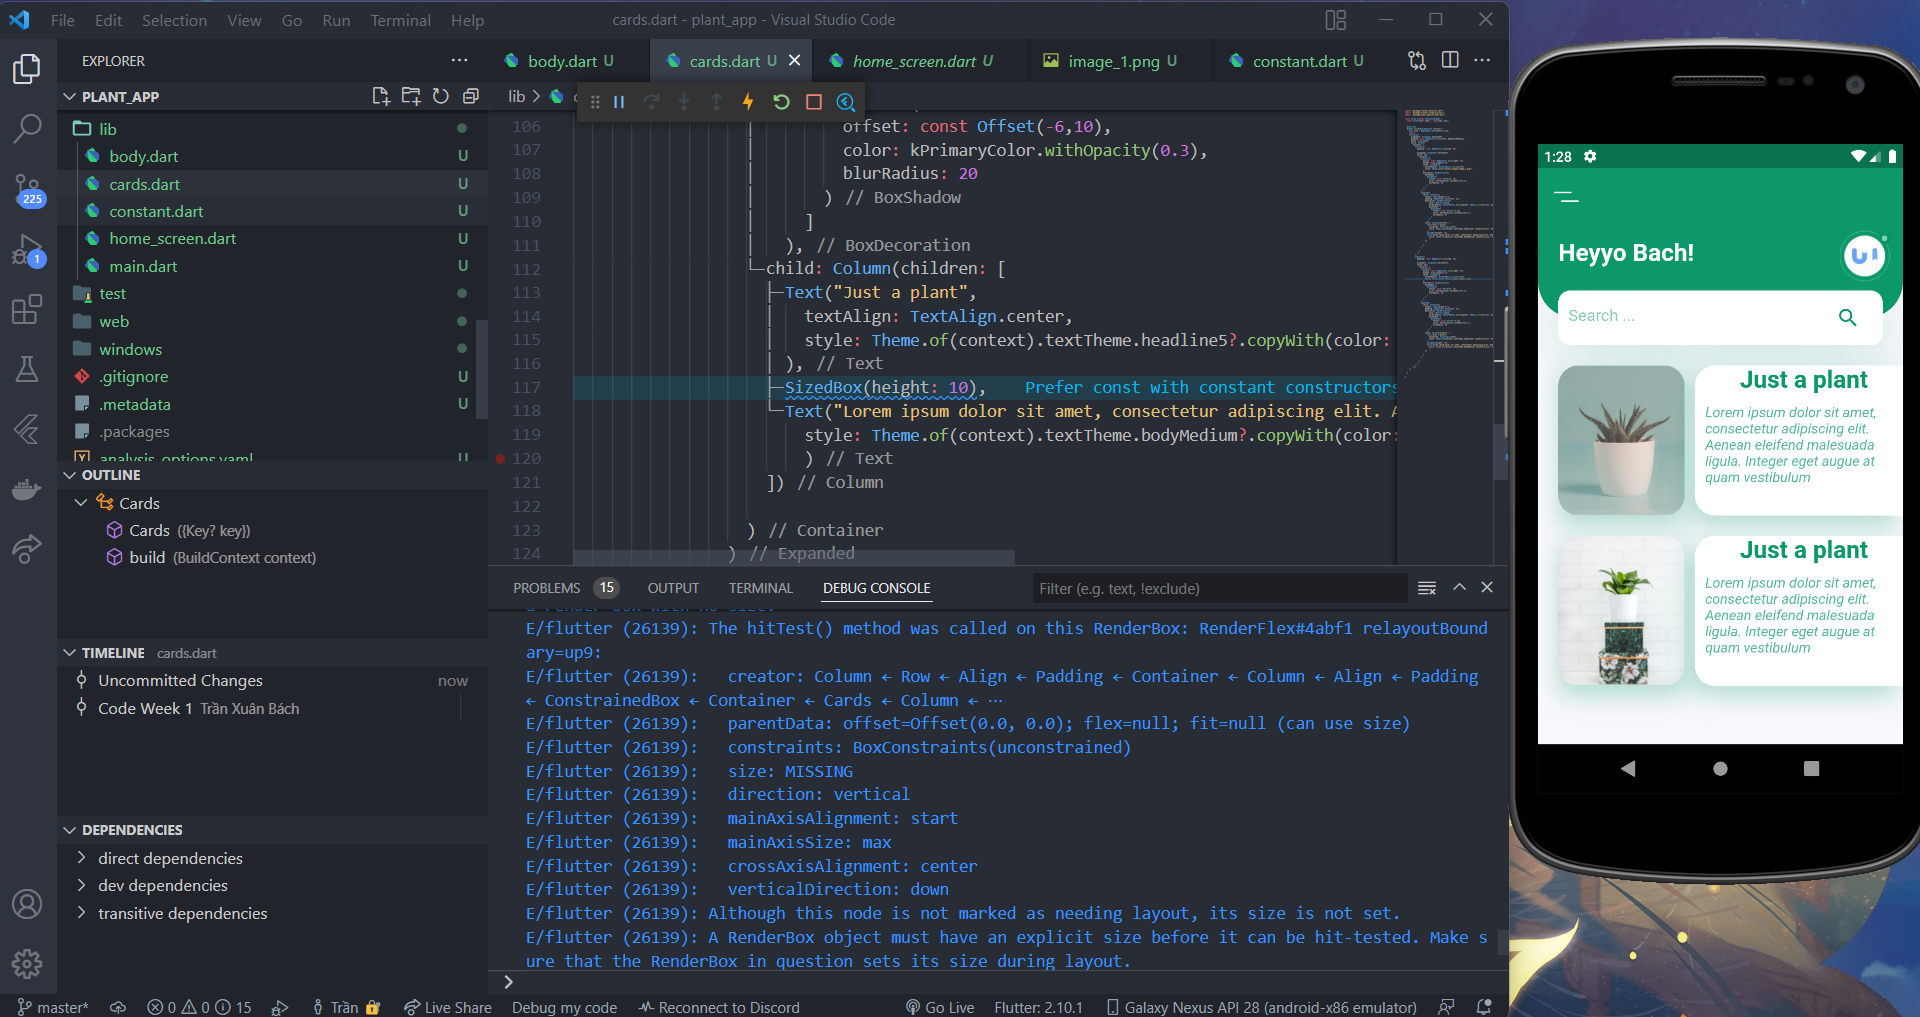 File Edit Selection View Go Run Terminal Help
cards.dart - plant_app - Visual Studio Code
EXPLORER
PLANT_APP
lib
body.dart U
cards.dart U
constant.dart U
home_screen.dart U
main.dart U
test
web
windows
.gitignore U
.metadata U
.packages
analysis_options.yaml U
OUTLINE
Cards
Cards ({Key? key})
build (BuildContext context)
TIMELINE cards.dart
Uncommitted Changes now
Code Week 1 Trần Xuân Bách
DEPENDENCIES
direct dependencies
dev dependencies
transitive dependencies
225
1
body.dart U
cards.dart U
home_screen.dart U
image_1.png U
constant.dart U
lib
106 offset: const Offset(-6,10),
107 color: kPrimaryColor.withOpacity(0.3),
108 blurRadius: 20
109 ) // BoxShadow
110 ]
111 ), // BoxDecoration
112 child: Column(children: [
113 Text("Just a plant",
114 textAlign: TextAlign.center,
115 style: Theme.of(context).textTheme.headline5?.copyWith(color:
116 ), // Text
117 SizedBox(height: 10), Prefer const with constant constructors
118 Text("Lorem ipsum dolor sit amet, consectetur adipiscing elit. A
119 style: Theme.of(context).textTheme.bodyMedium?.copyWith(color:
120 ) // Text
121 ]) // Column
122
123 ) // Container
124 ) // Expanded
PROBLEMS 15 OUTPUT TERMINAL DEBUG CONSOLE
Filter (e.g. text, !exclude)
a render box with no size.
E/flutter (26139): The hitTest() method was called on this RenderBox: RenderFlex#4abf1 relayoutBound
ary=up9:
E/flutter (26139): creator: Column ← Row ← Align ← Padding ← Container ← Column ← Align ← Padding
← ConstrainedBox ← Container ← Cards ← Column ← ⋯
E/flutter (26139): parentData: offset=Offset(0.0, 0.0); flex=null; fit=null (can use size)
E/flutter (26139): constraints: BoxConstraints(unconstrained)
E/flutter (26139): size: MISSING
E/flutter (26139): direction: vertical
E/flutter (26139): mainAxisAlignment: start
E/flutter (26139): mainAxisSize: max
E/flutter (26139): crossAxisAlignment: center
E/flutter (26139): verticalDirection: down
E/flutter (26139): Although this node is not marked as needing layout, its size is not set.
E/flutter (26139): A RenderBox object must have an explicit size before it can be hit-tested. Make s
ure that the RenderBox in question sets its size during layout.
master* 0 0 15 Trần Live Share Debug my code Reconnect to Discord Go Live Flutter: 2.10.1 Galaxy Nexus API 28 (android-x86 emulator)
1:28
Heyyo Bach!
Search ...
Just a plant
Lorem ipsum dolor sit amet,
consectetur adipiscing elit.
Aenean eleifend malesuada
ligula. Integer eget augue at
quam vestibulum
Just a plant
Lorem ipsum dolor sit amet,
consectetur adipiscing elit.
Aenean eleifend malesuada
ligula. Integer eget augue at
quam vestibulum